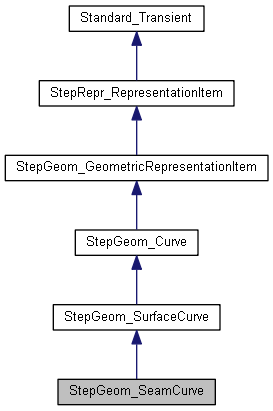 Standard_Transient
StepRepr_RepresentationItem
StepGeom_GeometricRepresentationItem
StepGeom_Curve
StepGeom_SurfaceCurve
StepGeom_SeamCurve